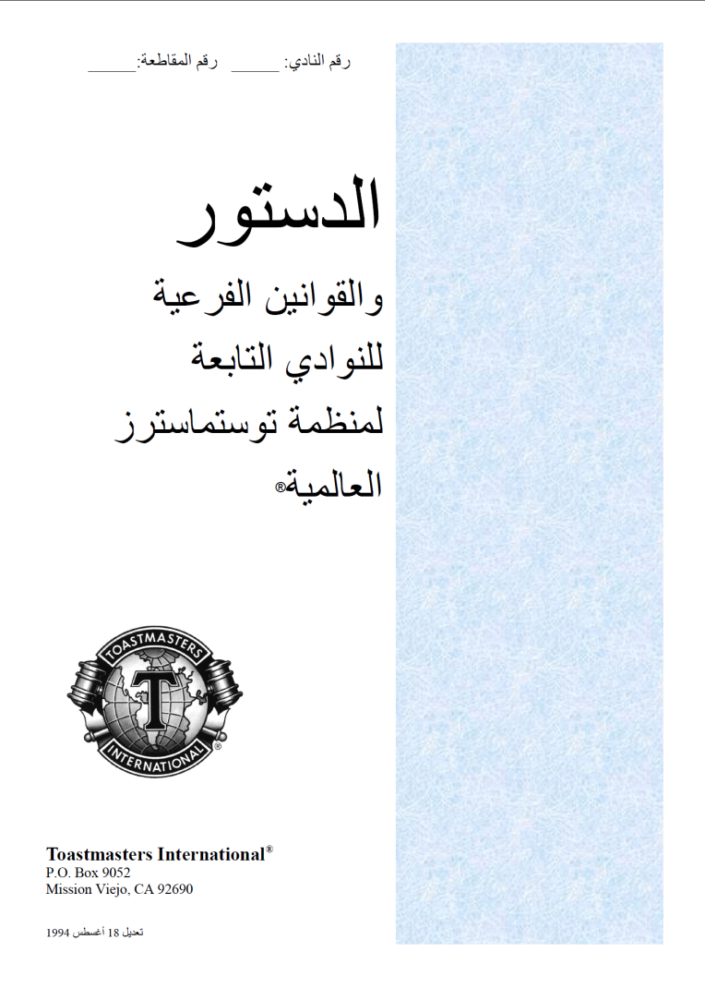 رقم النادي: ______ رقم المقاطعة:______
الدستور
والقوانين الفرعية
للنوادي التابعة
لمنظمة توستماسترز
العالمية®
TOASTMASTERS
T
INTERNATIONAL®
Toastmasters International®
P.O. Box 9052
Mission Viejo, CA 92690
تعديل 18 أغسطس 1994